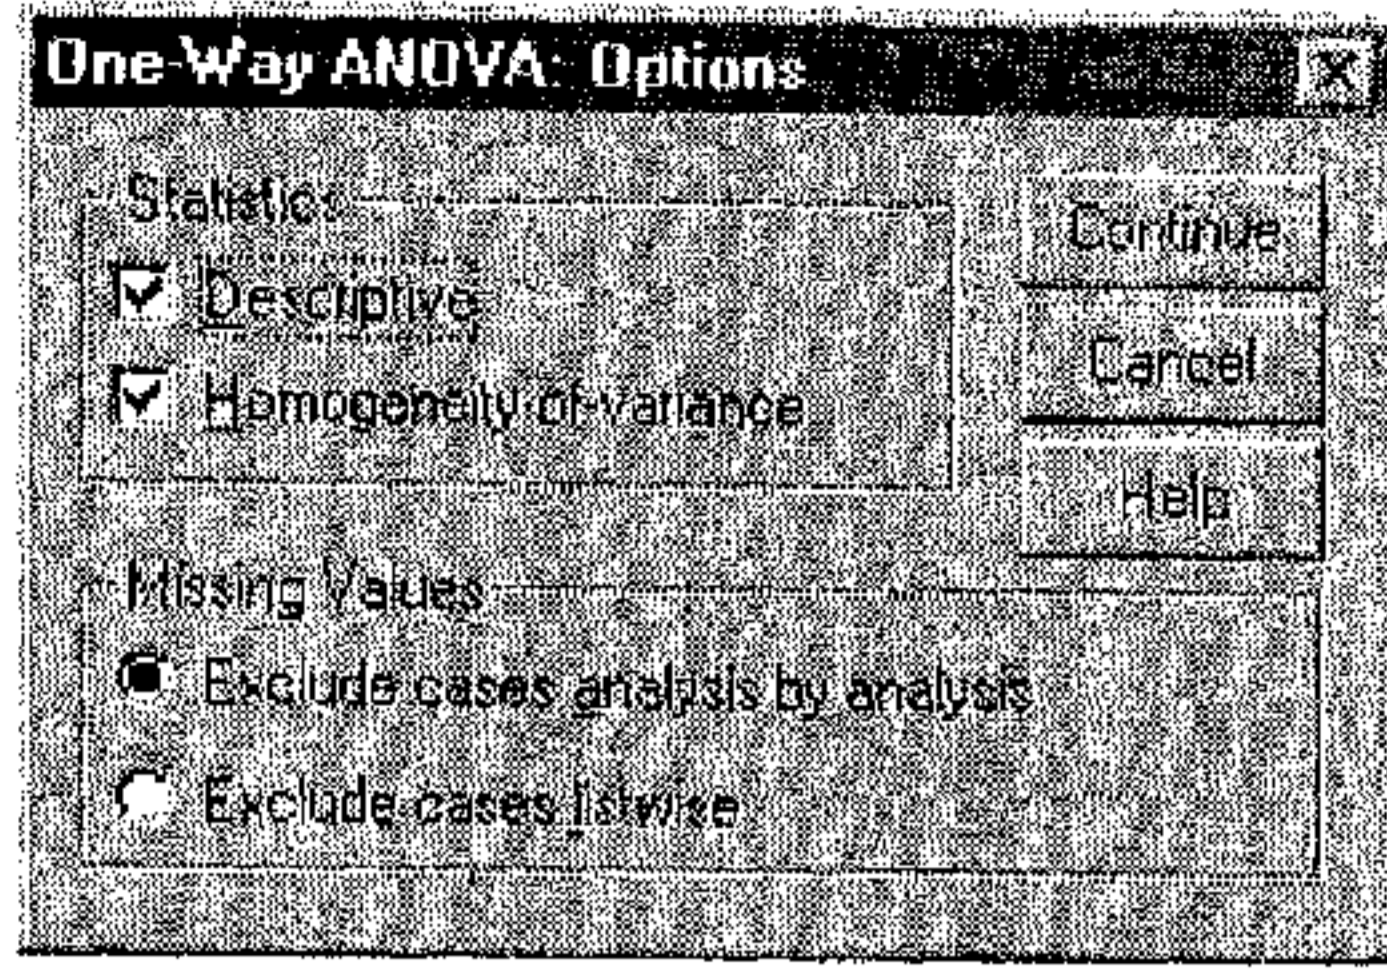 One-Way ANOVA: Options
Statistics
Descriptive
Homogeneity-of-variance
Continue
Cancel
Help
Missing Values
Exclude cases analysis by analysis
Exclude cases listwise